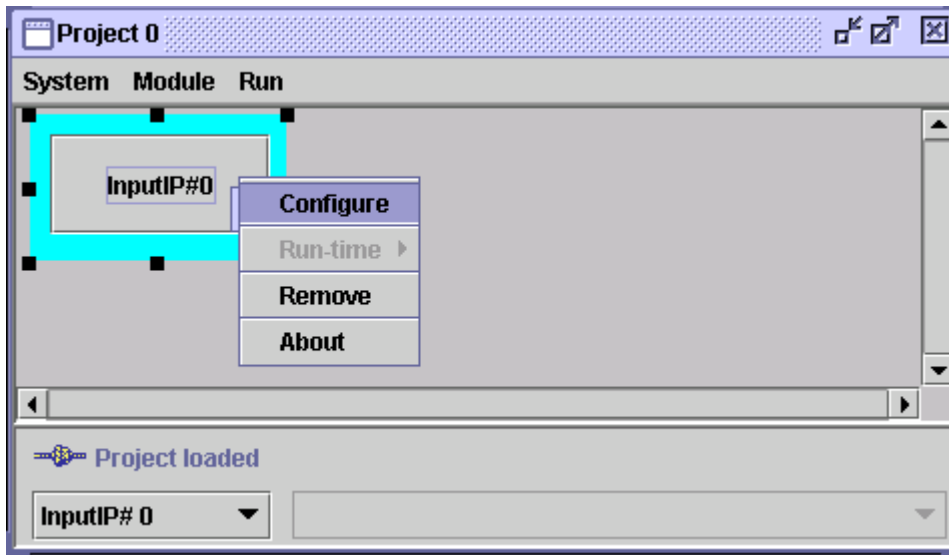 Project 0
System Module Run
InputIP#0
Configure
Run-time
Remove
About
Project loaded
InputIP# 0